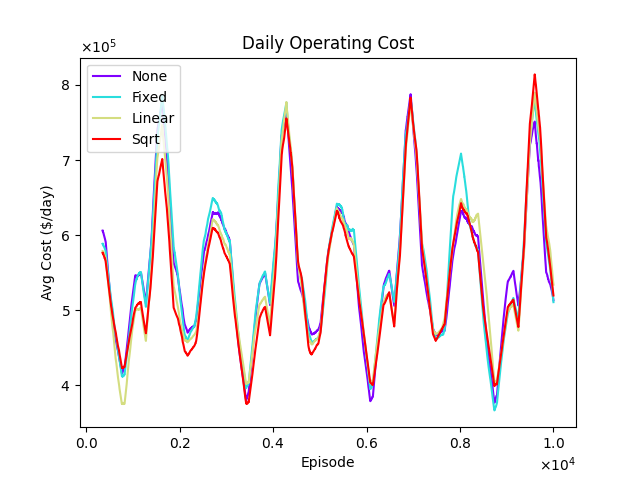 Daily Operating Cost
×10⁵
None
Fixed
Linear
Sqrt
8
7
6
5
4
Avg Cost ($/day)
0.0 0.2 0.4 0.6 0.8 1.0
Episode
×10⁴